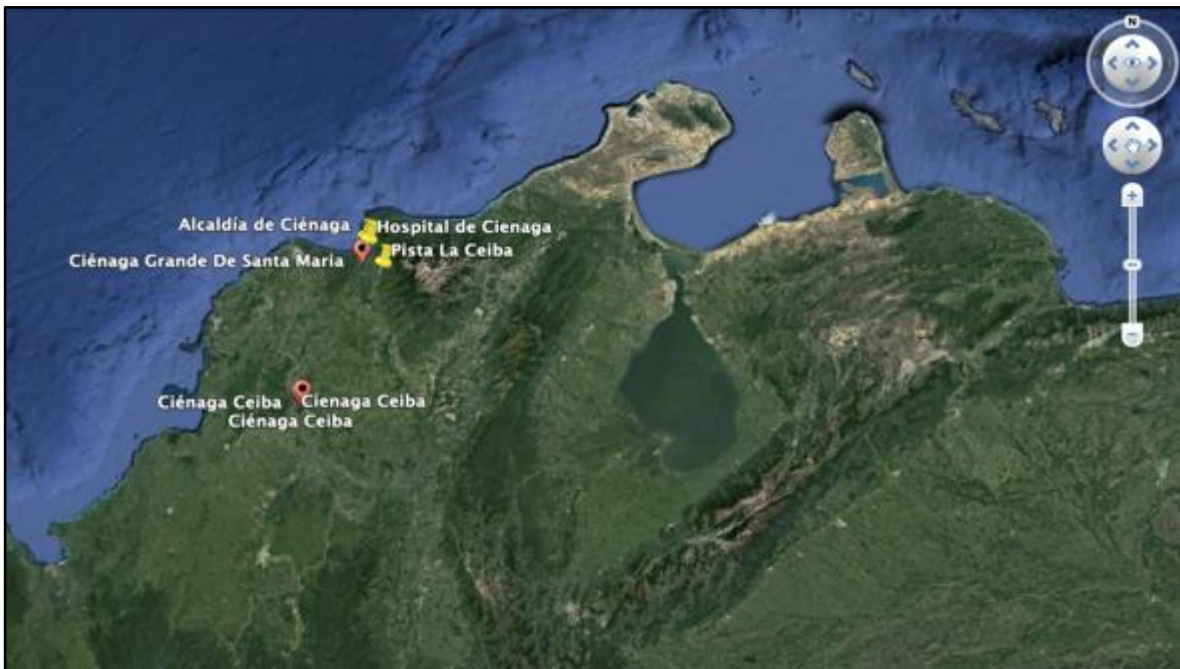 N
Alcaldía de Ciénaga
Hospital de Cienaga
Ciénaga Grande De Santa Maria
Pista La Ceiba
Ciénaga Ceiba
Cienaga Ceiba
Ciénaga Ceiba